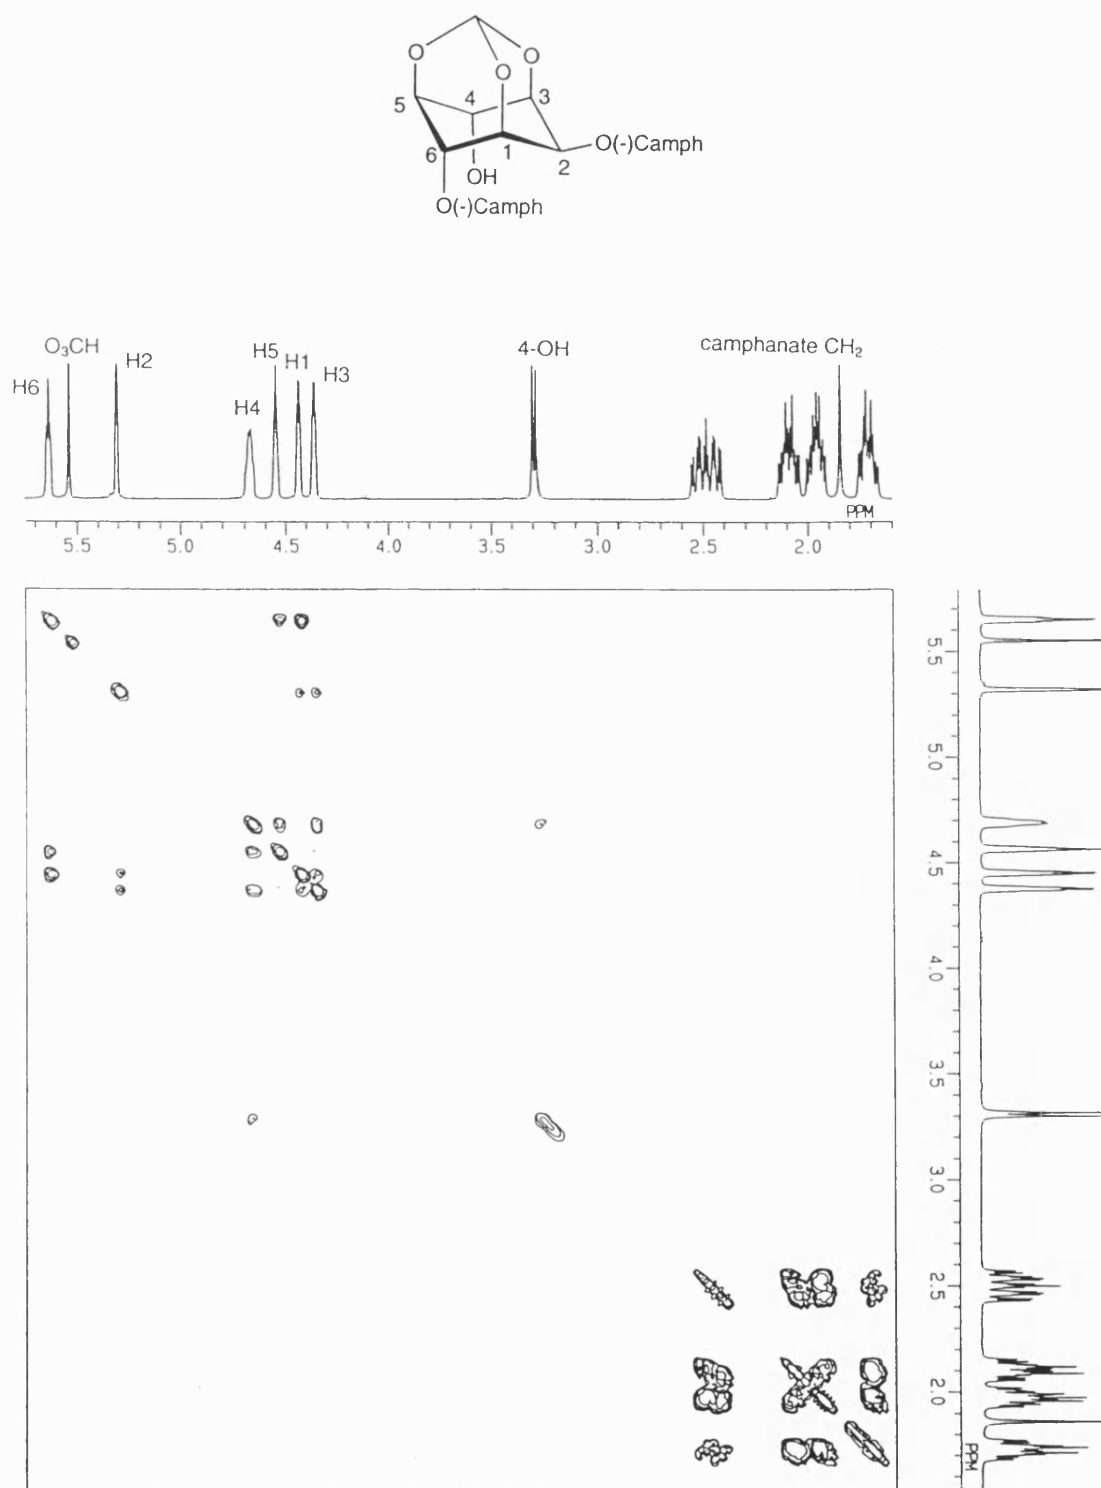 O
O
O
5
4
3
6
1
2
O(-)Camph
OH
O(-)Camph
O₃CH
H6
H2
H4
H5
H1
H3
4-OH
camphanate CH₂
PPM
5.5 5.0 4.5 4.0 3.5 3.0 2.5 2.0
5.5
5.0
4.5
4.0
3.5
3.0
2.5
2.0
PPM